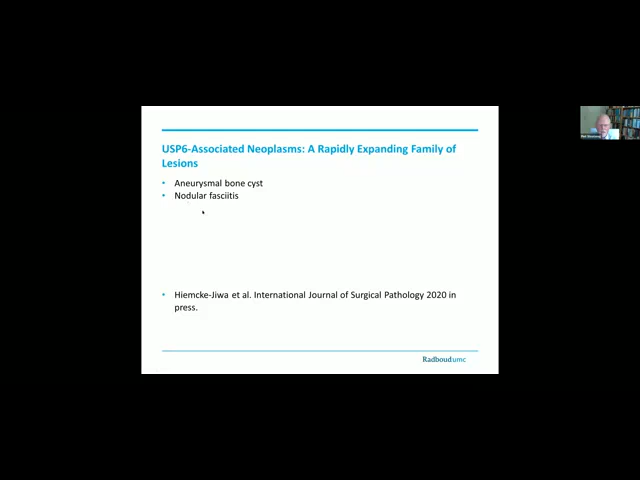 USP6-Associated Neoplasms: A Rapidly Expanding Family of
Lesions
• Aneurysmal bone cyst
• Nodular fasciitis
• Hiemcke-Jiwa et al. International Journal of Surgical Pathology 2020 in
press.
Radboudumc